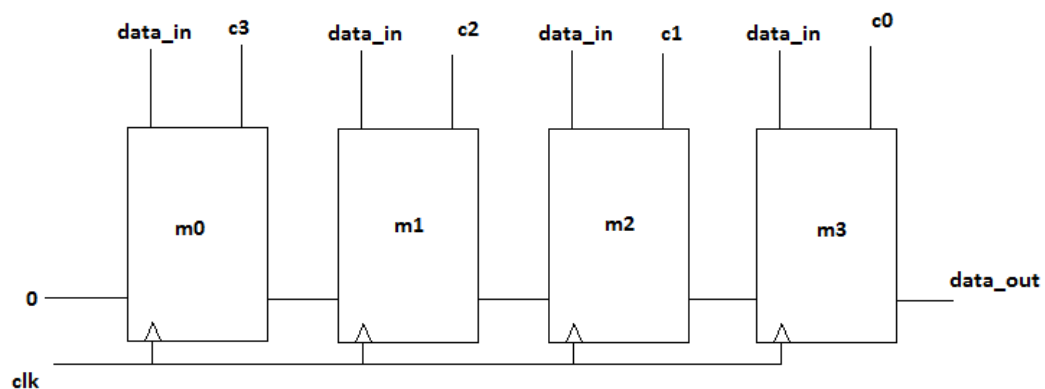 data_in c3 data_in c2 data_in c1 data_in c0
m0 m1 m2 m3
0 data_out
clk